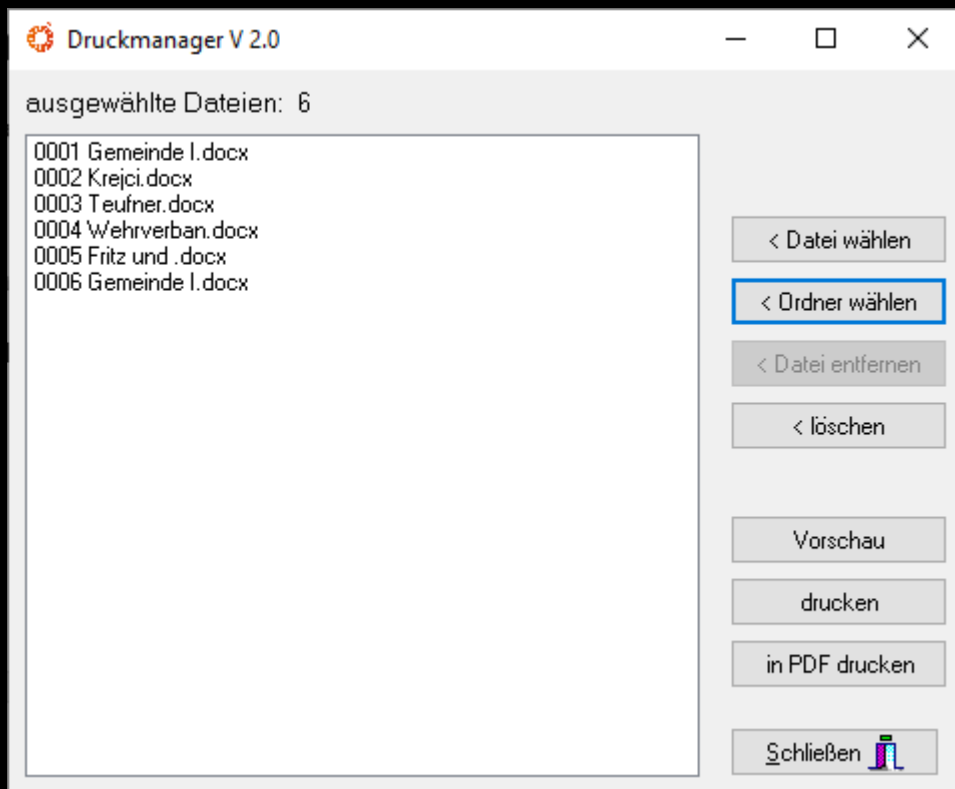 Druckmanager V 2.0
ausgewählte Dateien: 6
0001 Gemeinde I.docx
0002 Krejci.docx
0003 Teufner.docx
0004 Wehrverban.docx
0005 Fritz und .docx
0006 Gemeinde I.docx
< Datei wählen
< Ordner wählen
< Datei entfernen
< löschen
Vorschau
drucken
in PDF drucken
Schließen